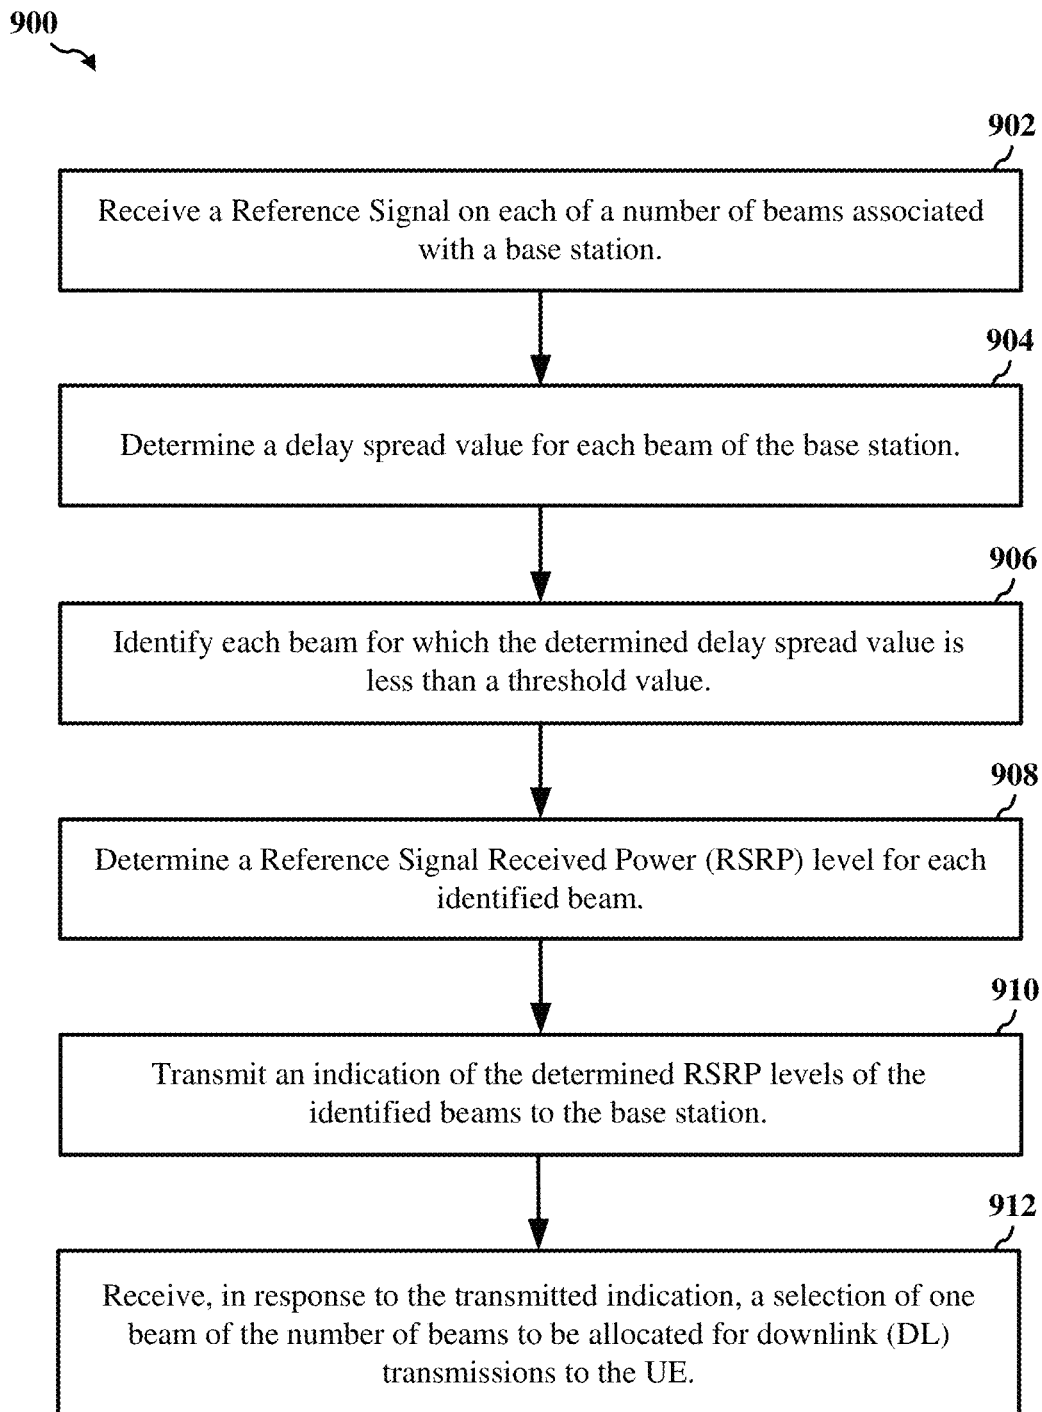 900
902
Receive a Reference Signal on each of a number of beams associated
with a base station.
904
Determine a delay spread value for each beam of the base station.
906
Identify each beam for which the determined delay spread value is
less than a threshold value.
908
Determine a Reference Signal Received Power (RSRP) level for each
identified beam.
910
Transmit an indication of the determined RSRP levels of the
identified beams to the base station.
912
Receive, in response to the transmitted indication, a selection of one
beam of the number of beams to be allocated for downlink (DL)
transmissions to the UE.